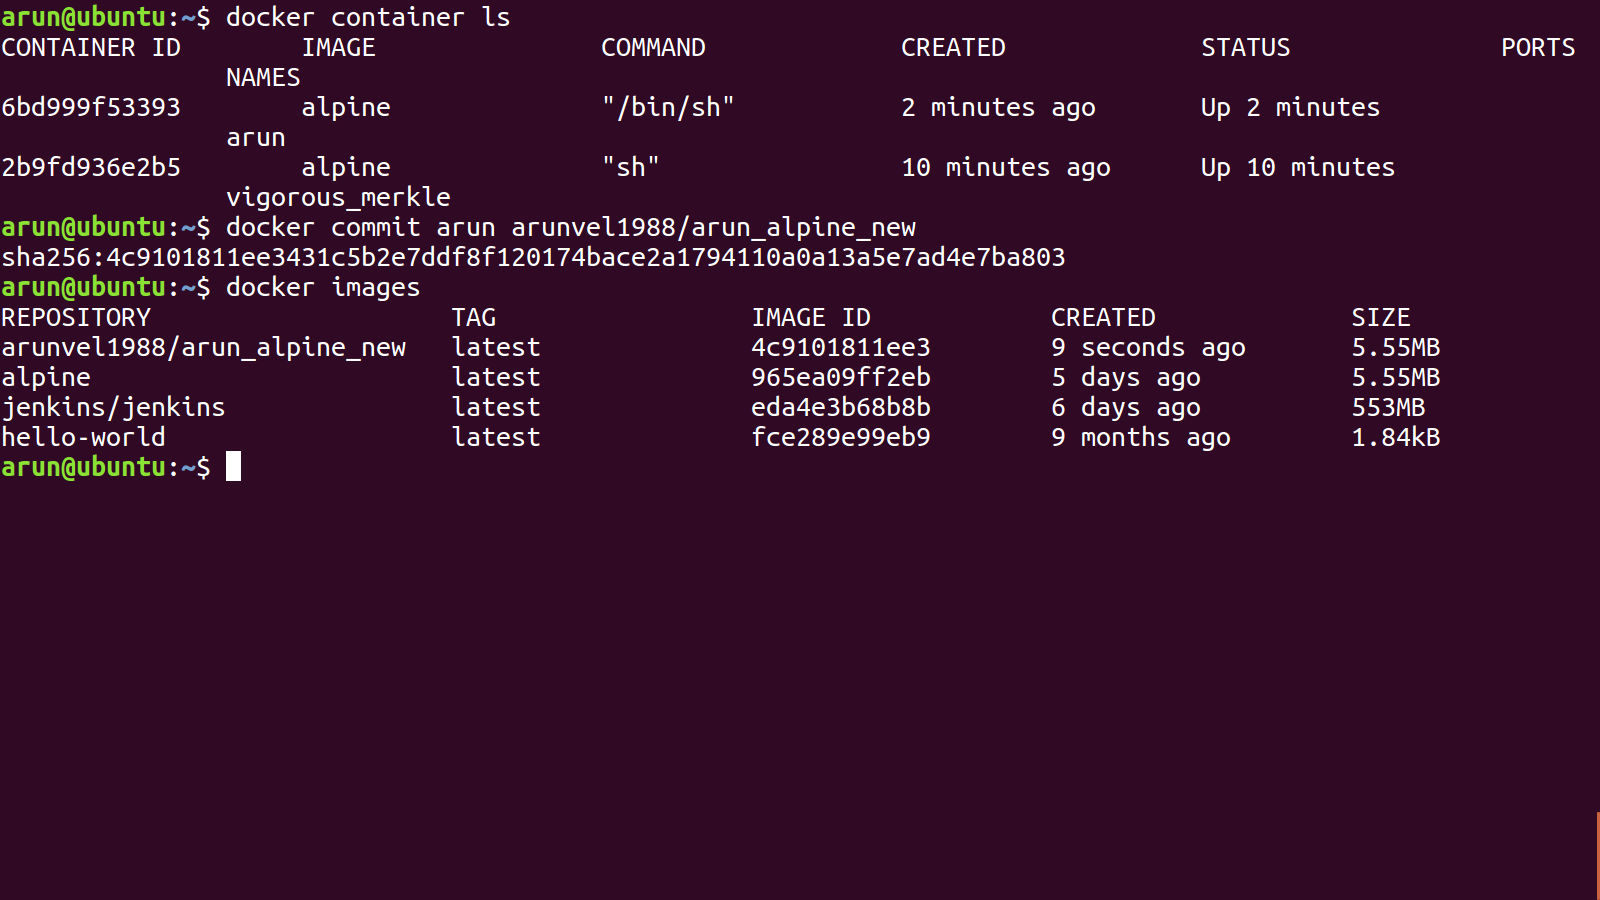 arun@ubuntu:~$ docker container ls
CONTAINER ID        IMAGE               COMMAND             CREATED             STATUS              PORTS
               NAMES
6bd999f53393        alpine              "/bin/sh"           2 minutes ago       Up 2 minutes
               arun
2b9fd936e2b5        alpine              "sh"                10 minutes ago      Up 10 minutes
               vigorous_merkle
arun@ubuntu:~$ docker commit arun arunvel1988/arun_alpine_new
sha256:4c9101811ee3431c5b2e7ddf8f120174bace2a1794110a0a13a5e7ad4e7ba803
arun@ubuntu:~$ docker images
REPOSITORY                    TAG                 IMAGE ID            CREATED             SIZE
arunvel1988/arun_alpine_new   latest              4c9101811ee3        9 seconds ago       5.55MB
alpine                        latest              965ea09ff2eb        5 days ago          5.55MB
jenkins/jenkins               latest              eda4e3b68b8b        6 days ago          553MB
hello-world                   latest              fce289e99eb9        9 months ago        1.84kB
arun@ubuntu:~$